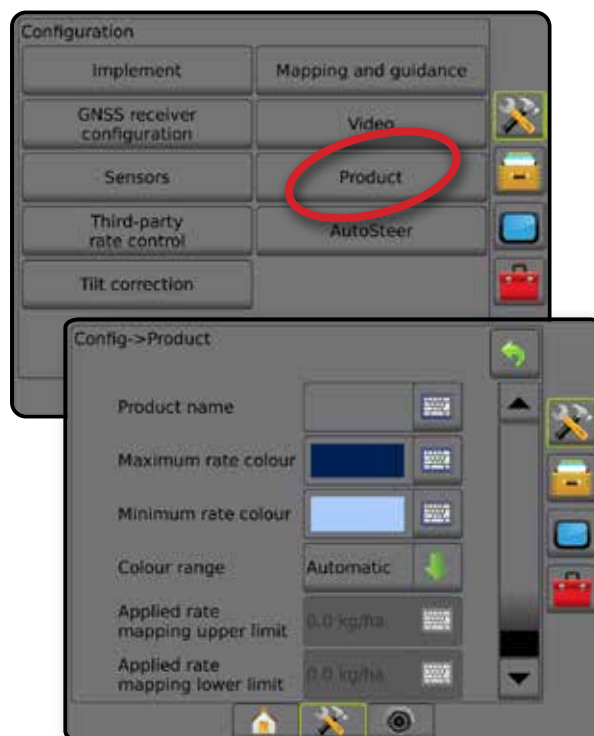 Configuration
Implement
Mapping and guidance
GNSS receiver
configuration
Video
Sensors
Product
Third-party
rate control
AutoSteer
Tilt correction
Config->Product
Product name
Maximum rate colour
Minimum rate colour
Colour range
Automatic
Applied rate
mapping upper limit
0.0 kg/ha
Applied rate
mapping lower limit
0.0 kg/ha